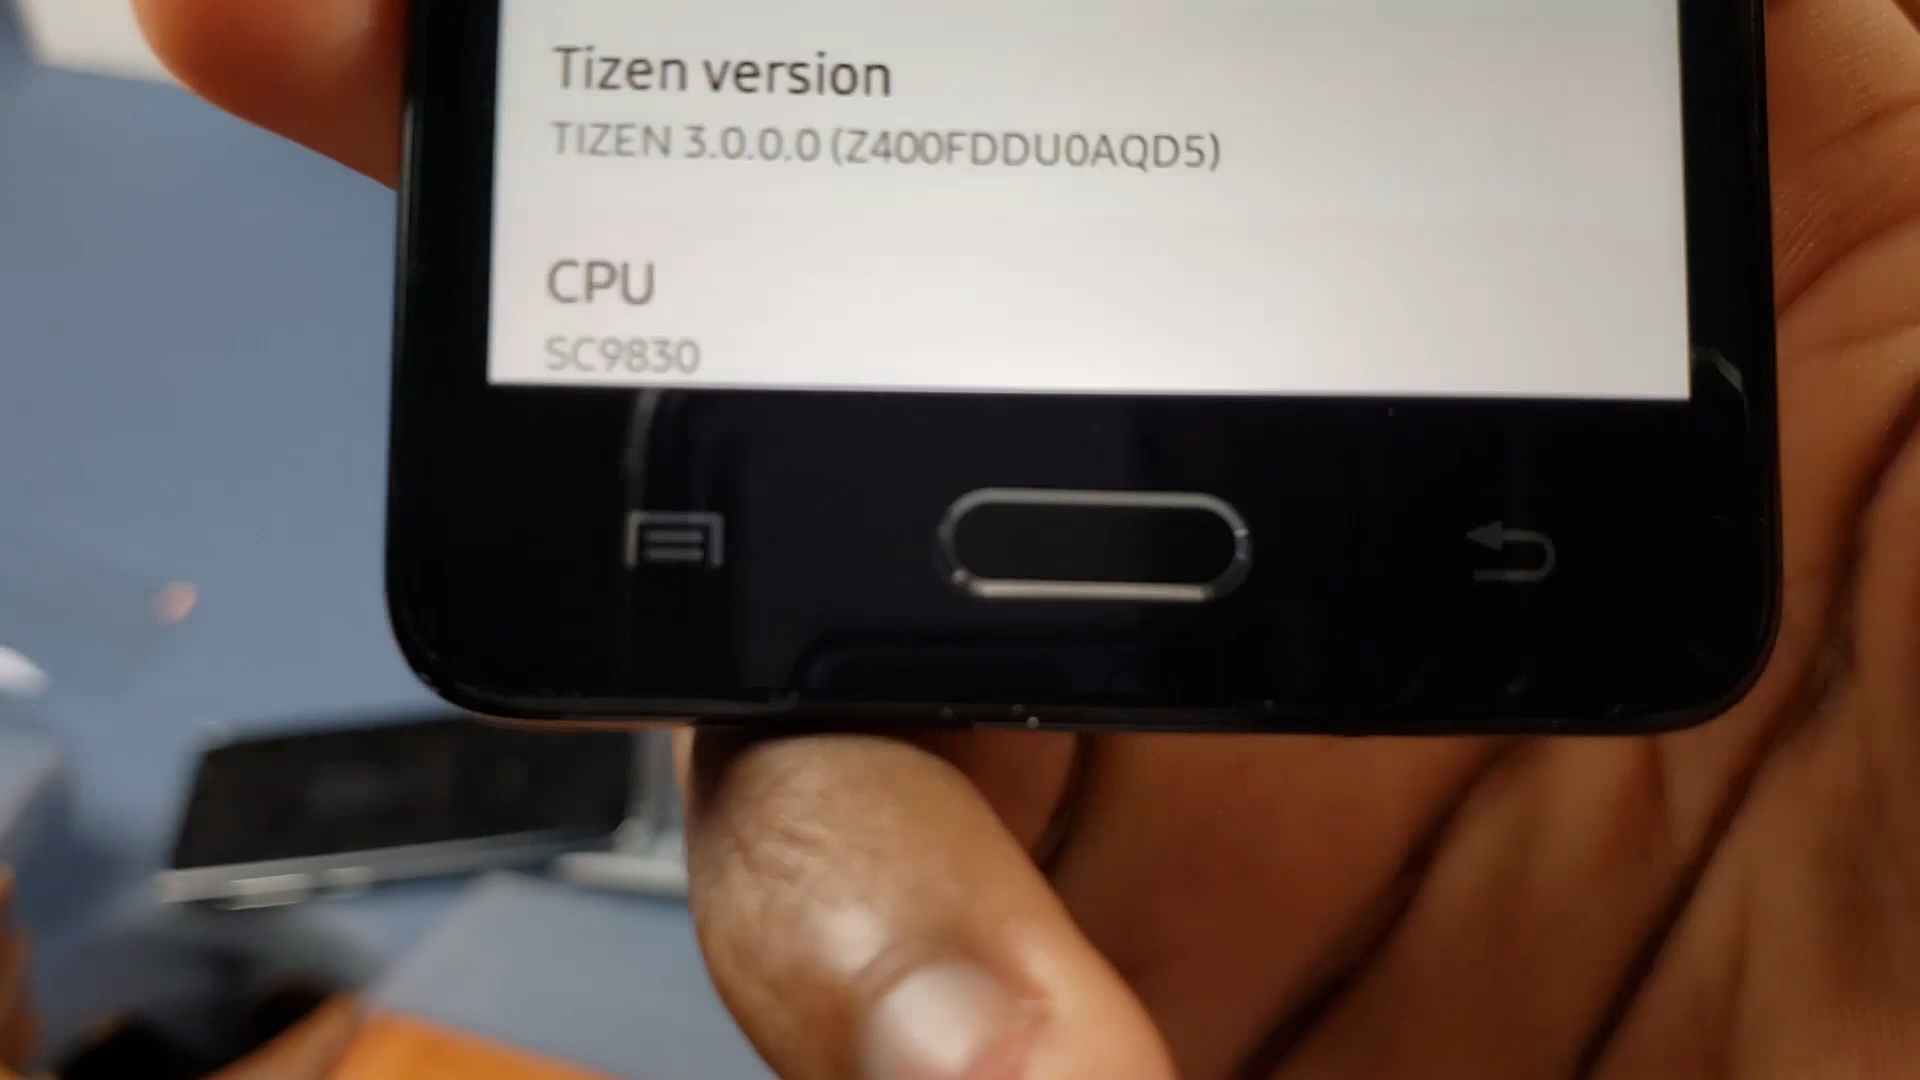 Tizen version
TIZEN 3.0.0.0 (Z400FDDU0AQD5)
CPU
SC9830